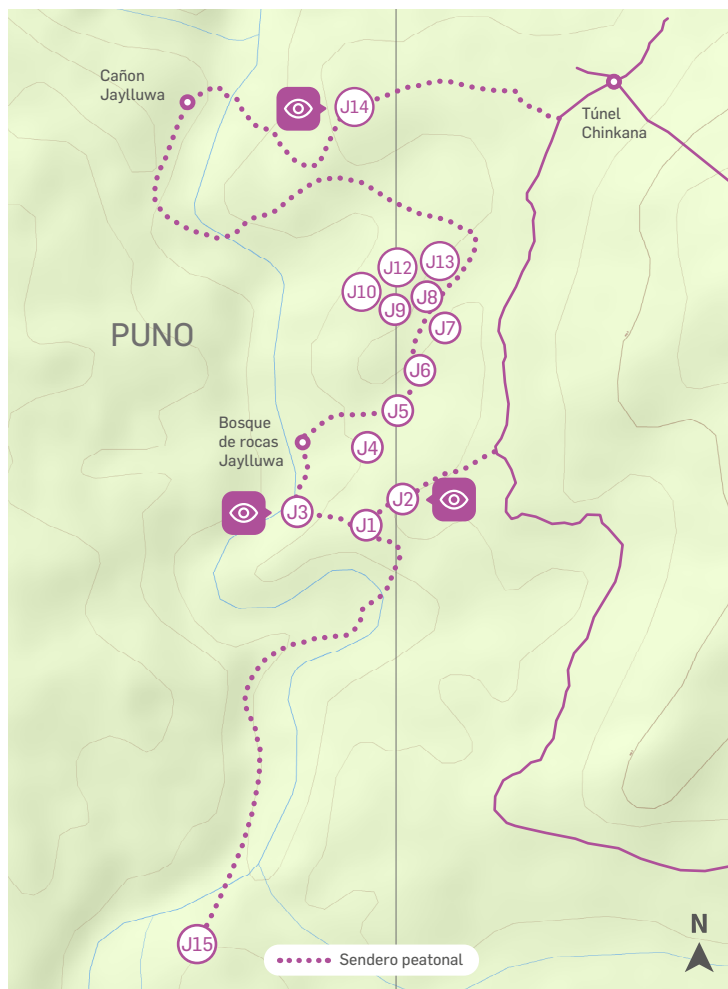 Cañon
Jaylluwa
J14
Túnel
Chinkana
J12
J13
J10
J8
J9
J7
PUNO
J6
J5
Bosque
de rocas
Jaylluwa
J4
J2
J3
J1
N
J15
Sendero peatonal